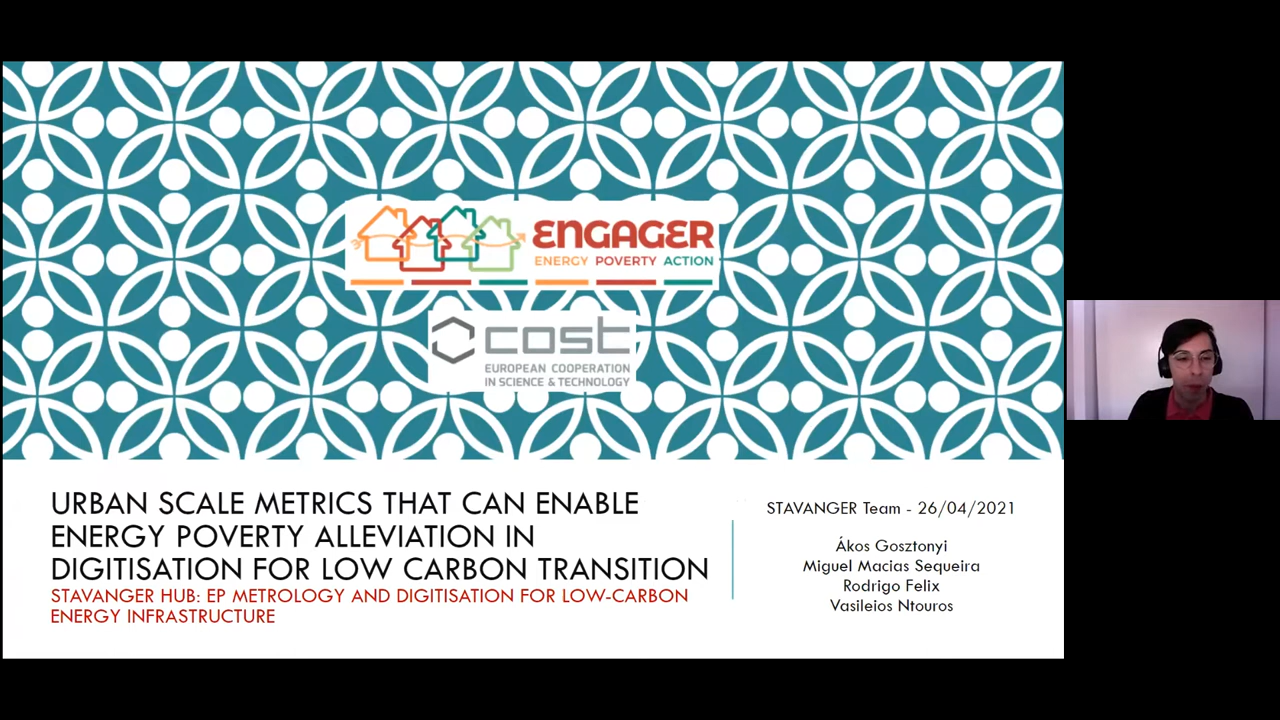 ENGAGER
ENERGY POVERTY ACTION
cost
EUROPEAN COOPERATION
IN SCIENCE & TECHNOLOGY
URBAN SCALE METRICS THAT CAN ENABLE
ENERGY POVERTY ALLEVIATION IN
DIGITISATION FOR LOW CARBON TRANSITION
STAVANGER HUB: EP METROLOGY AND DIGITISATION FOR LOW-CARBON
ENERGY INFRASTRUCTURE
STAVANGER Team - 26/04/2021
Ákos Gosztonyi
Miguel Macias Sequeira
Rodrigo Felix
Vasileios Ntouros